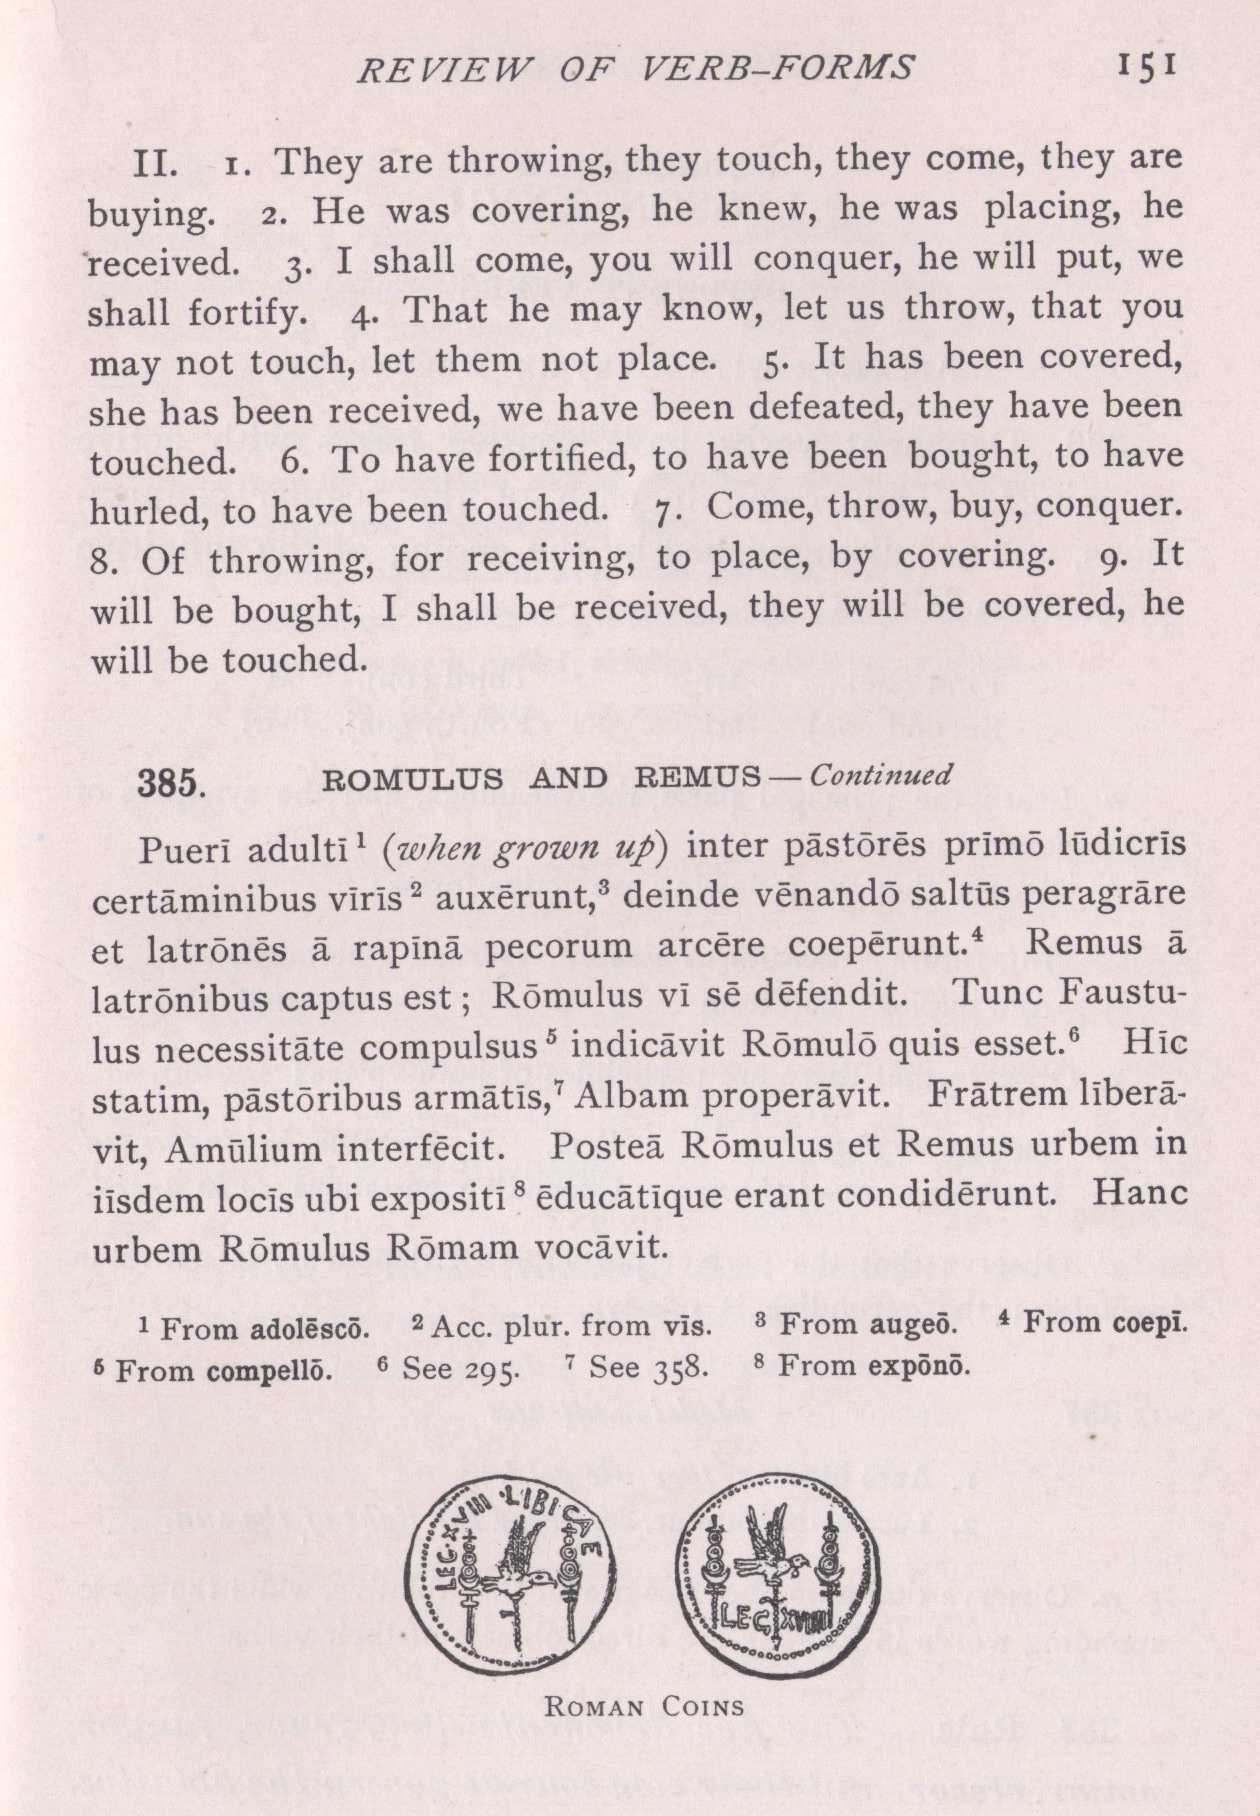 REVIEW OF VERB-FORMS 151
II. 1. They are throwing, they touch, they come, they are
buying. 2. He was covering, he knew, he was placing, he
received. 3. I shall come, you will conquer, he will put, we
shall fortify. 4. That he may know, let us throw, that you
may not touch, let them not place. 5. It has been covered,
she has been received, we have been defeated, they have been
touched. 6. To have fortified, to have been bought, to have
hurled, to have been touched. 7. Come, throw, buy, conquer.
8. Of throwing, for receiving, to place, by covering. 9. It
will be bought, I shall be received, they will be covered, he
will be touched.
385. ROMULUS AND REMUS — Continued
Puerī adultī¹ (when grown up) inter pāstōrēs prīmō lūdicrīs
certāminibus vīrīs² auxērunt,³ deinde vēnandō saltūs peragrāre
et latrōnēs ā rapīnā pecorum arcēre coepērunt.⁴ Remus ā
latrōnibus captus est; Rōmulus vī sē dēfendit. Tunc Faustu-
lus necessitāte compulsus⁵ indicāvit Rōmulō quis esset.⁶ Hīc
statim, pāstōribus armātīs,⁷ Albam properāvit. Frātrem līberā-
vit, Amūlium interfēcit. Posteā Rōmulus et Remus urbem in
iīsdem locīs ubi expositī⁸ ēducātīque erant condidērunt. Hanc
urbem Rōmulus Rōmam vocāvit.
¹ From adolēscō. ² Acc. plur. from vīs. ³ From augeō. ⁴ From coepī.
⁵ From compellō. ⁶ See 295. ⁷ See 358. ⁸ From expōnō.
LEG·XVIII·LIBICAE
LEG XVIII
ROMAN COINS